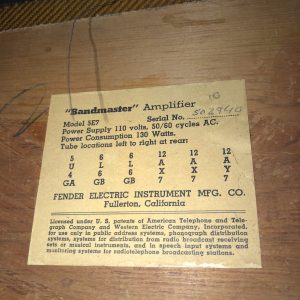 "Bandmaster" Amplifier
Model 5E7 Serial No.
Power Supply 110 volts, 50/60 cycles AC.
Power Consumption 130 Watts.
Tube locations left to right at rear:
5 6 6 12 12 12
U L L A A A
4 6 6 X X Y
GA GB GB 7 7 7
FENDER ELECTRIC INSTRUMENT MFG. CO.
Fullerton, California
Licensed under U. S. patents of American Telephone and Tele-
graph Company and Western Electric Company, Incorporated,
for use only in public address systems, phonograph distribution
systems, systems for distribution from radio broadcast receiving
sets or musical instruments, and in speech input systems and
monitoring systems for radiotelephone broadcasting stations.